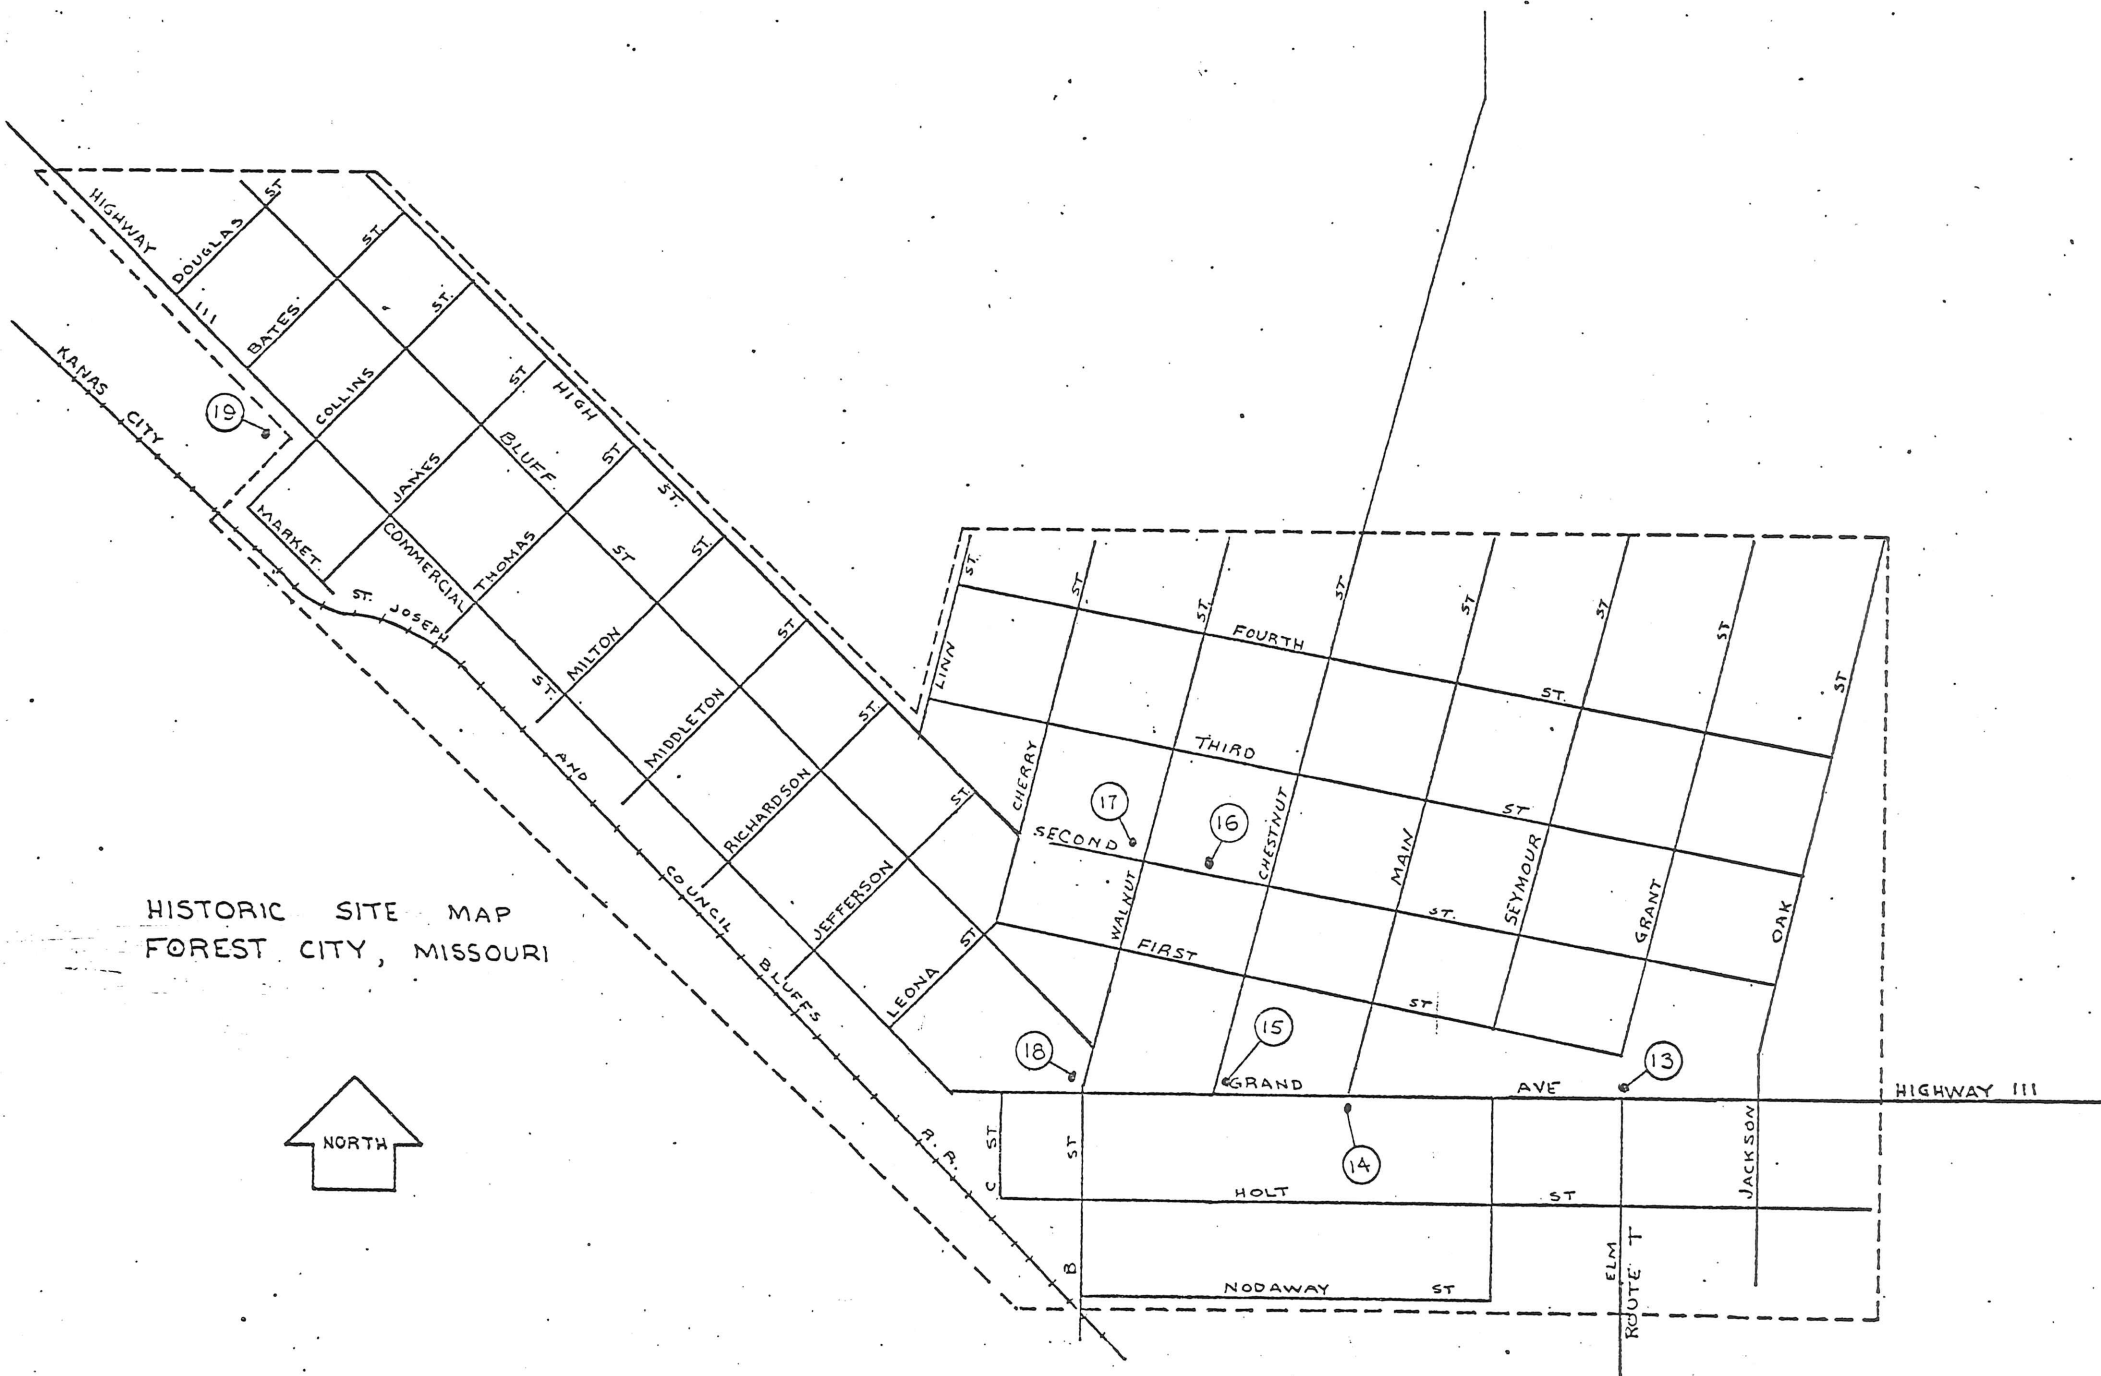 HIGHWAY 111
DOUGLAS ST
BATES ST.
COLLINS ST.
JAMES ST
THOMAS ST
MILTON ST.
MIDDLETON ST
RICHARDSON ST.
JEFFERSON ST.
LEONA ST
HIGH ST.
BLUFF ST
COMMERCIAL ST.
MARKET
KANAS CITY ST. JOSEPH AND COUNCIL BLUFFS R. R.
19
LINN ST.
CHERRY ST
WALNUT ST.
CHESTNUT ST
MAIN ST
SEYMOUR ST
GRANT ST
OAK ST
FOURTH ST.
THIRD ST
SECOND ST.
FIRST ST
17
16
18
15
13
14
GRAND AVE
HIGHWAY 111
C ST
B ST
HOLT ST
NODAWAY ST
ELM
ROUTE T
JACKSON
HISTORIC SITE MAP
FOREST CITY, MISSOURI
NORTH